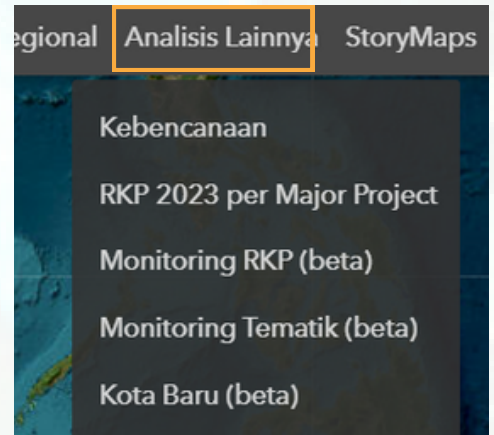 egional Analisis Lainnya StoryMaps
Kebencanaan
RKP 2023 per Major Project
Monitoring RKP (beta)
Monitoring Tematik (beta)
Kota Baru (beta)